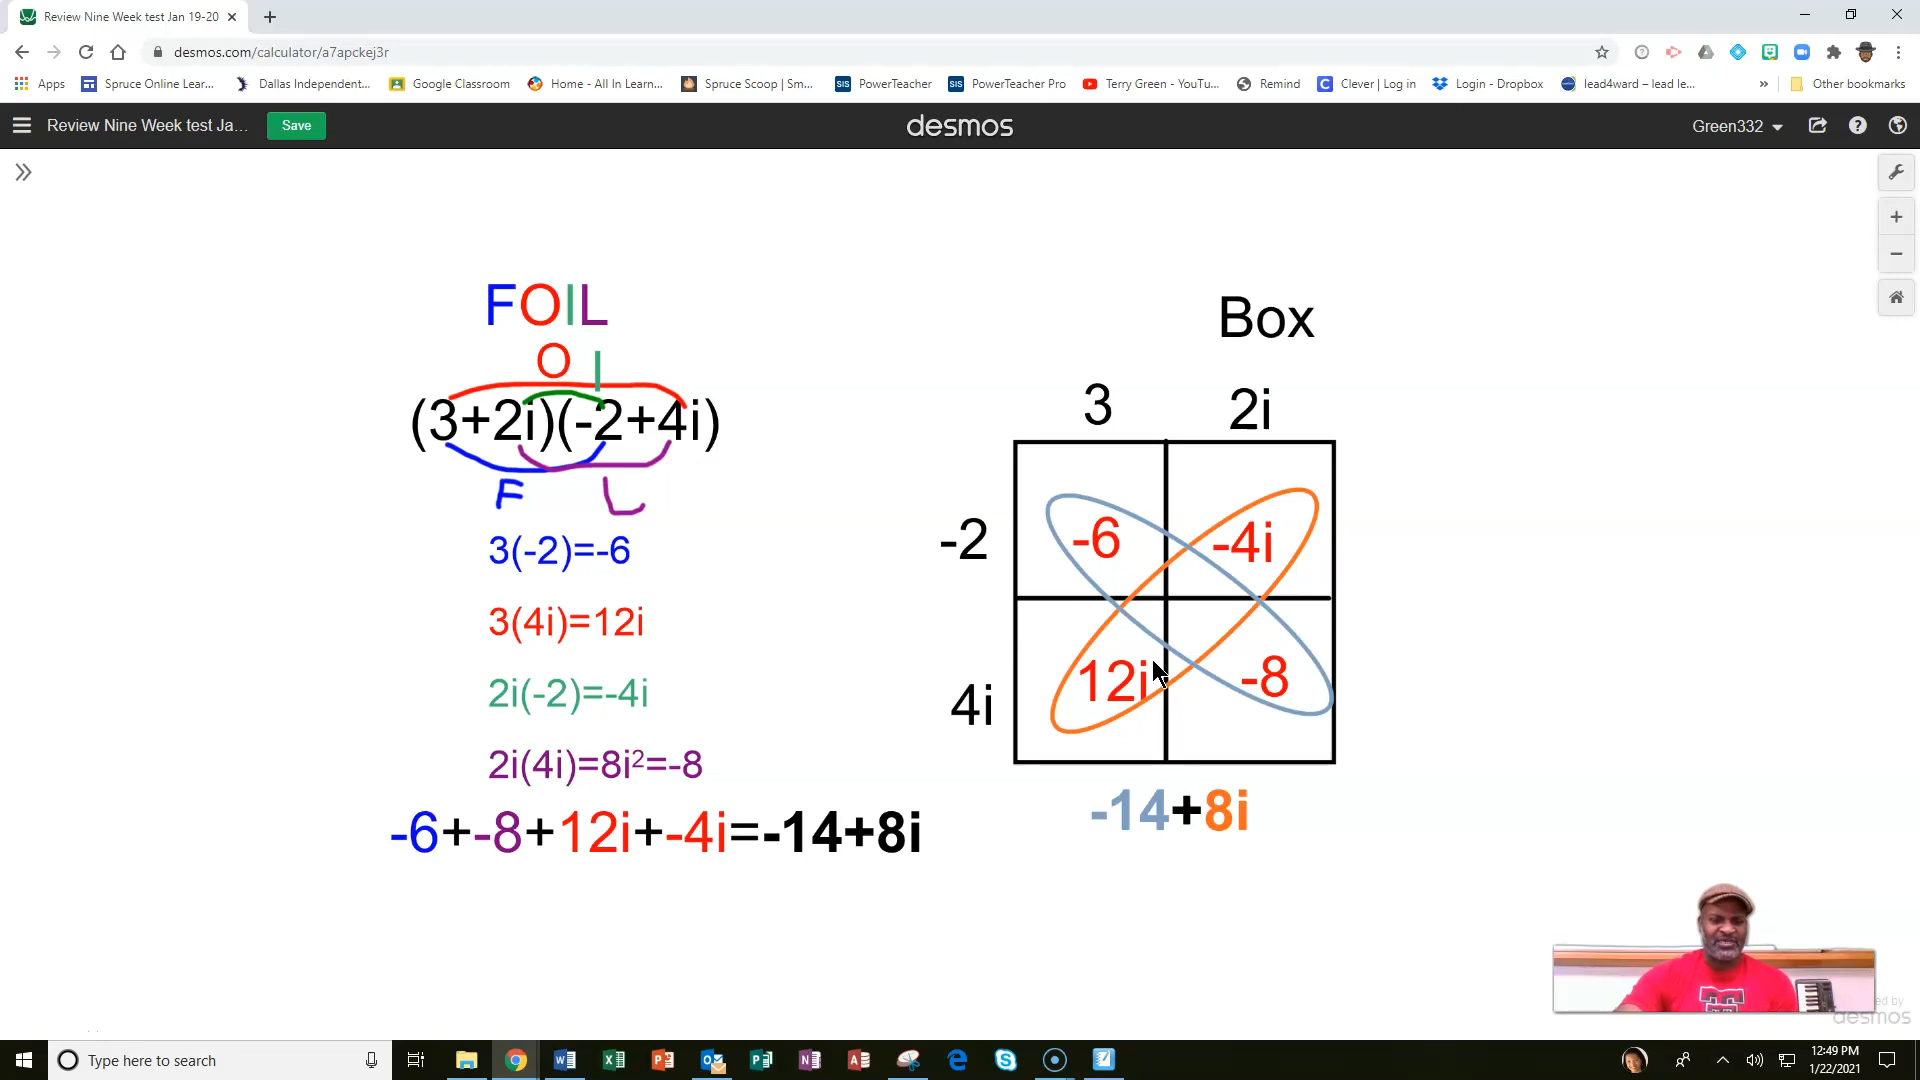 Review Nine Week test Jan 19-20
desmos.com/calculator/a7apckej3r
Apps Spruce Online Lear... Dallas Independent... Google Classroom Home - All In Learn... Spruce Scoop | Sm... SIS PowerTeacher SIS PowerTeacher Pro Terry Green - YouTu... Remind Clever | Log in Login - Dropbox lead4ward – lead le... » Other bookmarks
Review Nine Week test Ja... Save desmos Green332
FOIL
Box
O I
3 2i
(3+2i)(-2+4i)
F L
-2 -6 -4i
3(-2)=-6
3(4i)=12i
4i 12i -8
2i(-2)=-4i
2i(4i)=8i²=-8
-14+8i
-6+-8+12i+-4i=-14+8i
ed by
desmos
Type here to search
12:49 PM
1/22/2021